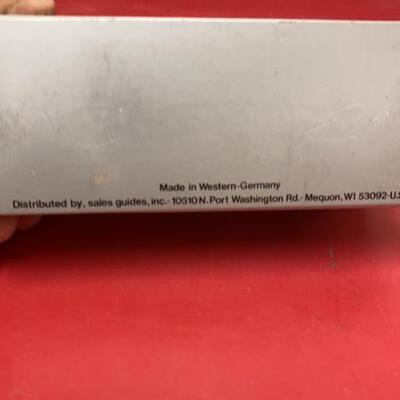 Made in Western-Germany
Distributed by, sales guides, inc.-10510 N. Port Washington Rd.- Mequon, WI 53092-U.S